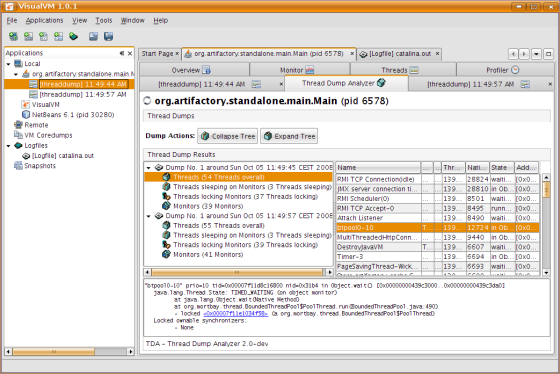 VisualVM 1.0.1
File Applications View Tools Window Help
Applications
Local
org.artifactory.standalone.main.M
[threaddump] 11:49:44 AM
[threaddump] 11:49:57 AM
VisualVM
NetBeans 6.1 (pid 30280)
Remote
VM Coredumps
Logfiles
[Logfile] catalina.out
Snapshots
Start Page
org.artifactory.standalone.main.Main (pid 6578)
[Logfile] catalina.out
Overview
Monitor
Threads
Profiler
[threaddump] 11:49:44 AM
Thread Dump Analyzer
[threaddump] 11:49:57 AM
org.artifactory.standalone.main.Main (pid 6578)
Thread Dumps
Dump Actions: Collapse Tree Expand Tree
Thread Dump Results
Dump No. 1 around Sun Oct 05 11:49:45 CEST 2008
Threads (54 Threads overall)
Threads sleeping on Monitors (3 Threads sleeping)
Threads locking Monitors (37 Threads locking)
Monitors (39 Monitors)
Dump No. 1 around Sun Oct 05 11:49:57 CEST 2008
Threads (55 Threads overall)
Threads sleeping on Monitors (3 Threads sleeping)
Threads locking Monitors (39 Threads locking)
Monitors (41 Monitors)
Name ... ... Thr... Nati... State Add...
RMI TCP Connection(idle) ... 139... 28824 waiti... [0x0...
JMX server connection ti... ... 139... 28810 in Ob... [0x0...
RMI Scheduler(0) ... 139... 8501 waiti... [0x0...
RMI TCP Accept-0 ... 139... 8495 runn... [0x0...
Attach Listener ... 139... 8490 waiti... [0x0...
btpool0-10 T... ... 139... 12724 in Ob... [0x0...
MultiThreadedHttpConn... ... 139... 9440 in Ob... [0x0...
DestroyJavaVM T... ... 139... 6607 waiti... [0x0...
Timer-3 ... 139... 6694 in Ob... [0x0...
PageSavingThread-Wick... ... 139... 6693 waiti... [0x0...
"btpool0-10" prio=10 tid=0x00007f11d8c16800 nid=0x31b4 in Object.wait() [0x00000000439c3000..0x00000000439c3da0]
java.lang.Thread.State: TIMED_WAITING (on object monitor)
at java.lang.Object.wait(Native Method)
at org.mortbay.thread.BoundedThreadPool$PoolThread.run(BoundedThreadPool.java:490)
- locked <0x00007f11e1034f58> (a org.mortbay.thread.BoundedThreadPool$PoolThread)
Locked ownable synchronizers:
- None
TDA - Thread Dump Analyzer 2.0-dev